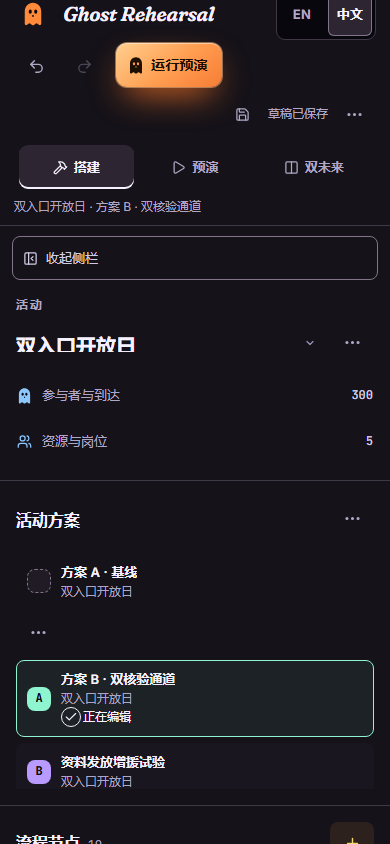 Ghost Rehearsal
EN
中文
运行预演
草稿已保存
搭建
预演
双未来
双入口开放日 · 方案 B · 双核验通道
收起侧栏
活动
双入口开放日
参与者与到达
300
资源与岗位
5
活动方案
方案 A · 基线
双入口开放日
A
方案 B · 双核验通道
双入口开放日
正在编辑
B
资料发放增援试验
双入口开放日
流程节点
10